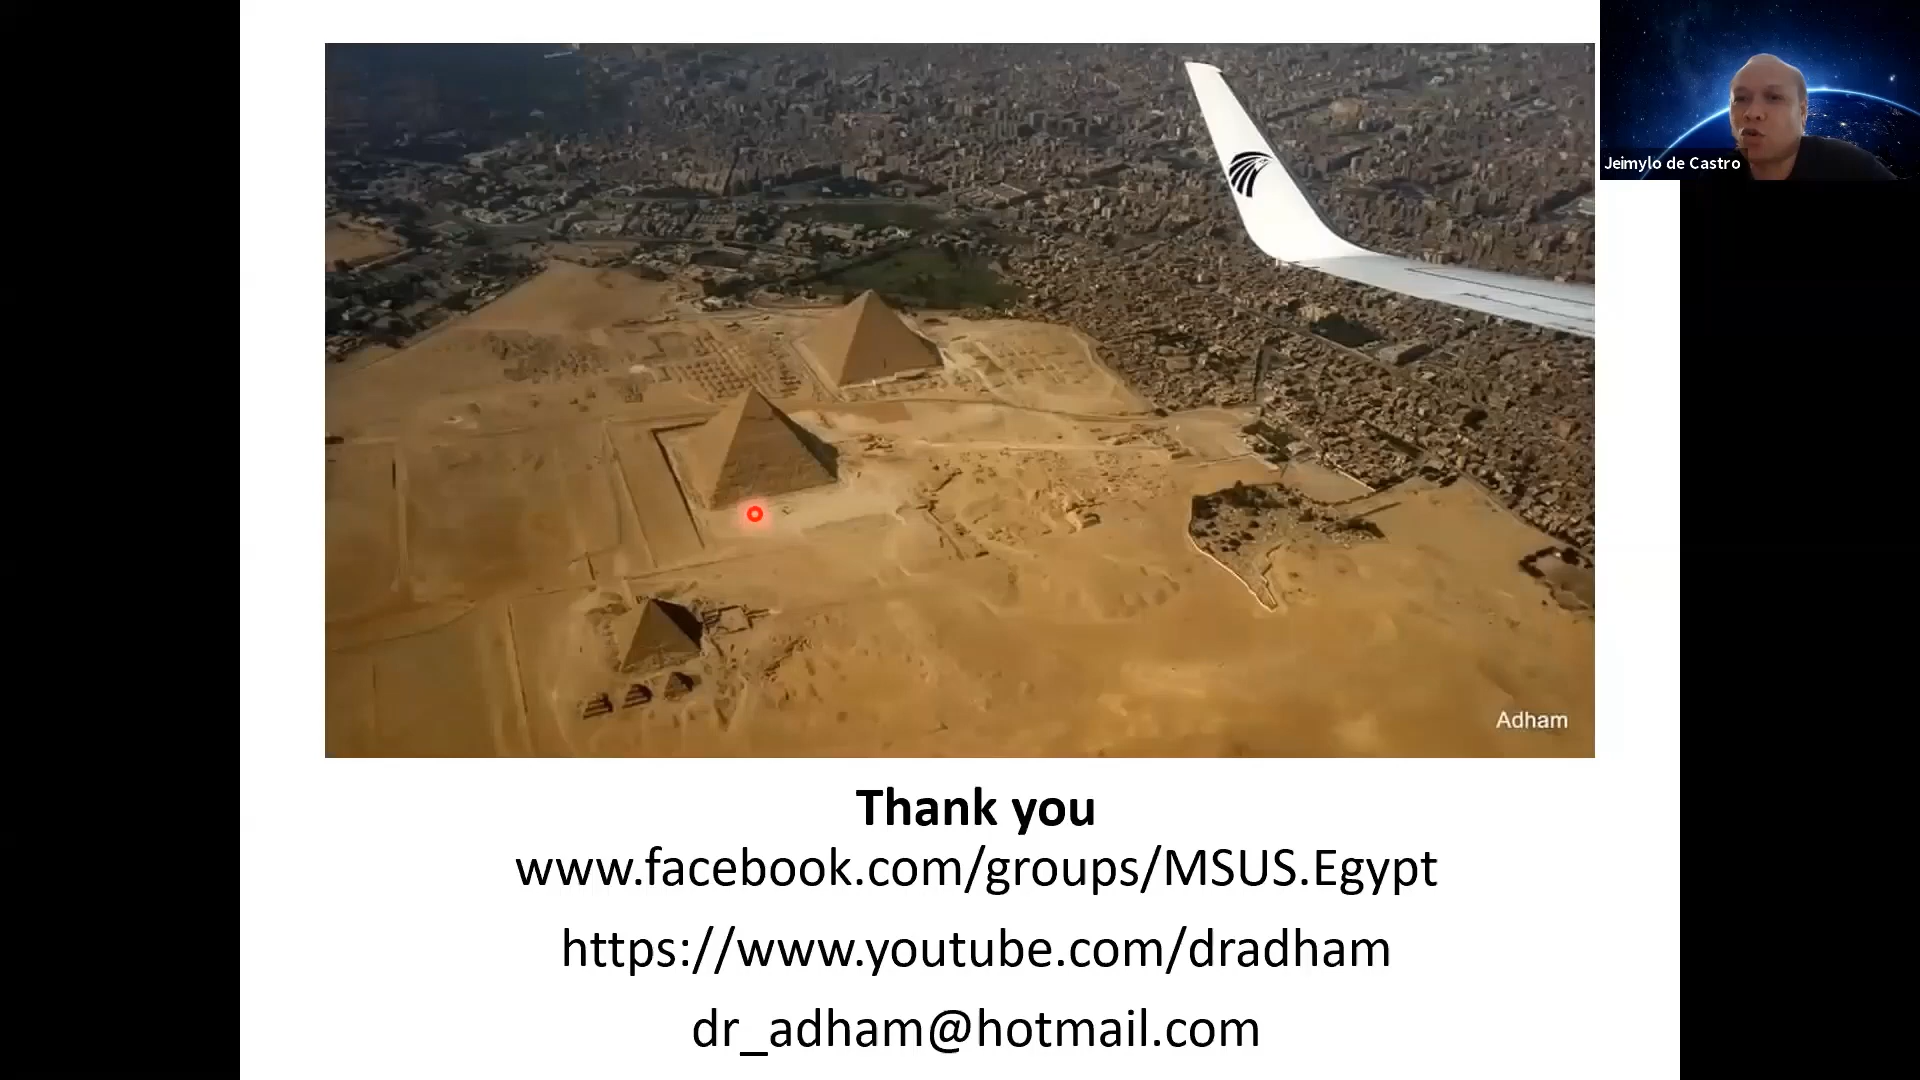 Jeimylo de Castro
Adham
Thank you
www.facebook.com/groups/MSUS.Egypt
https://www.youtube.com/dradham
dr_adham@hotmail.com